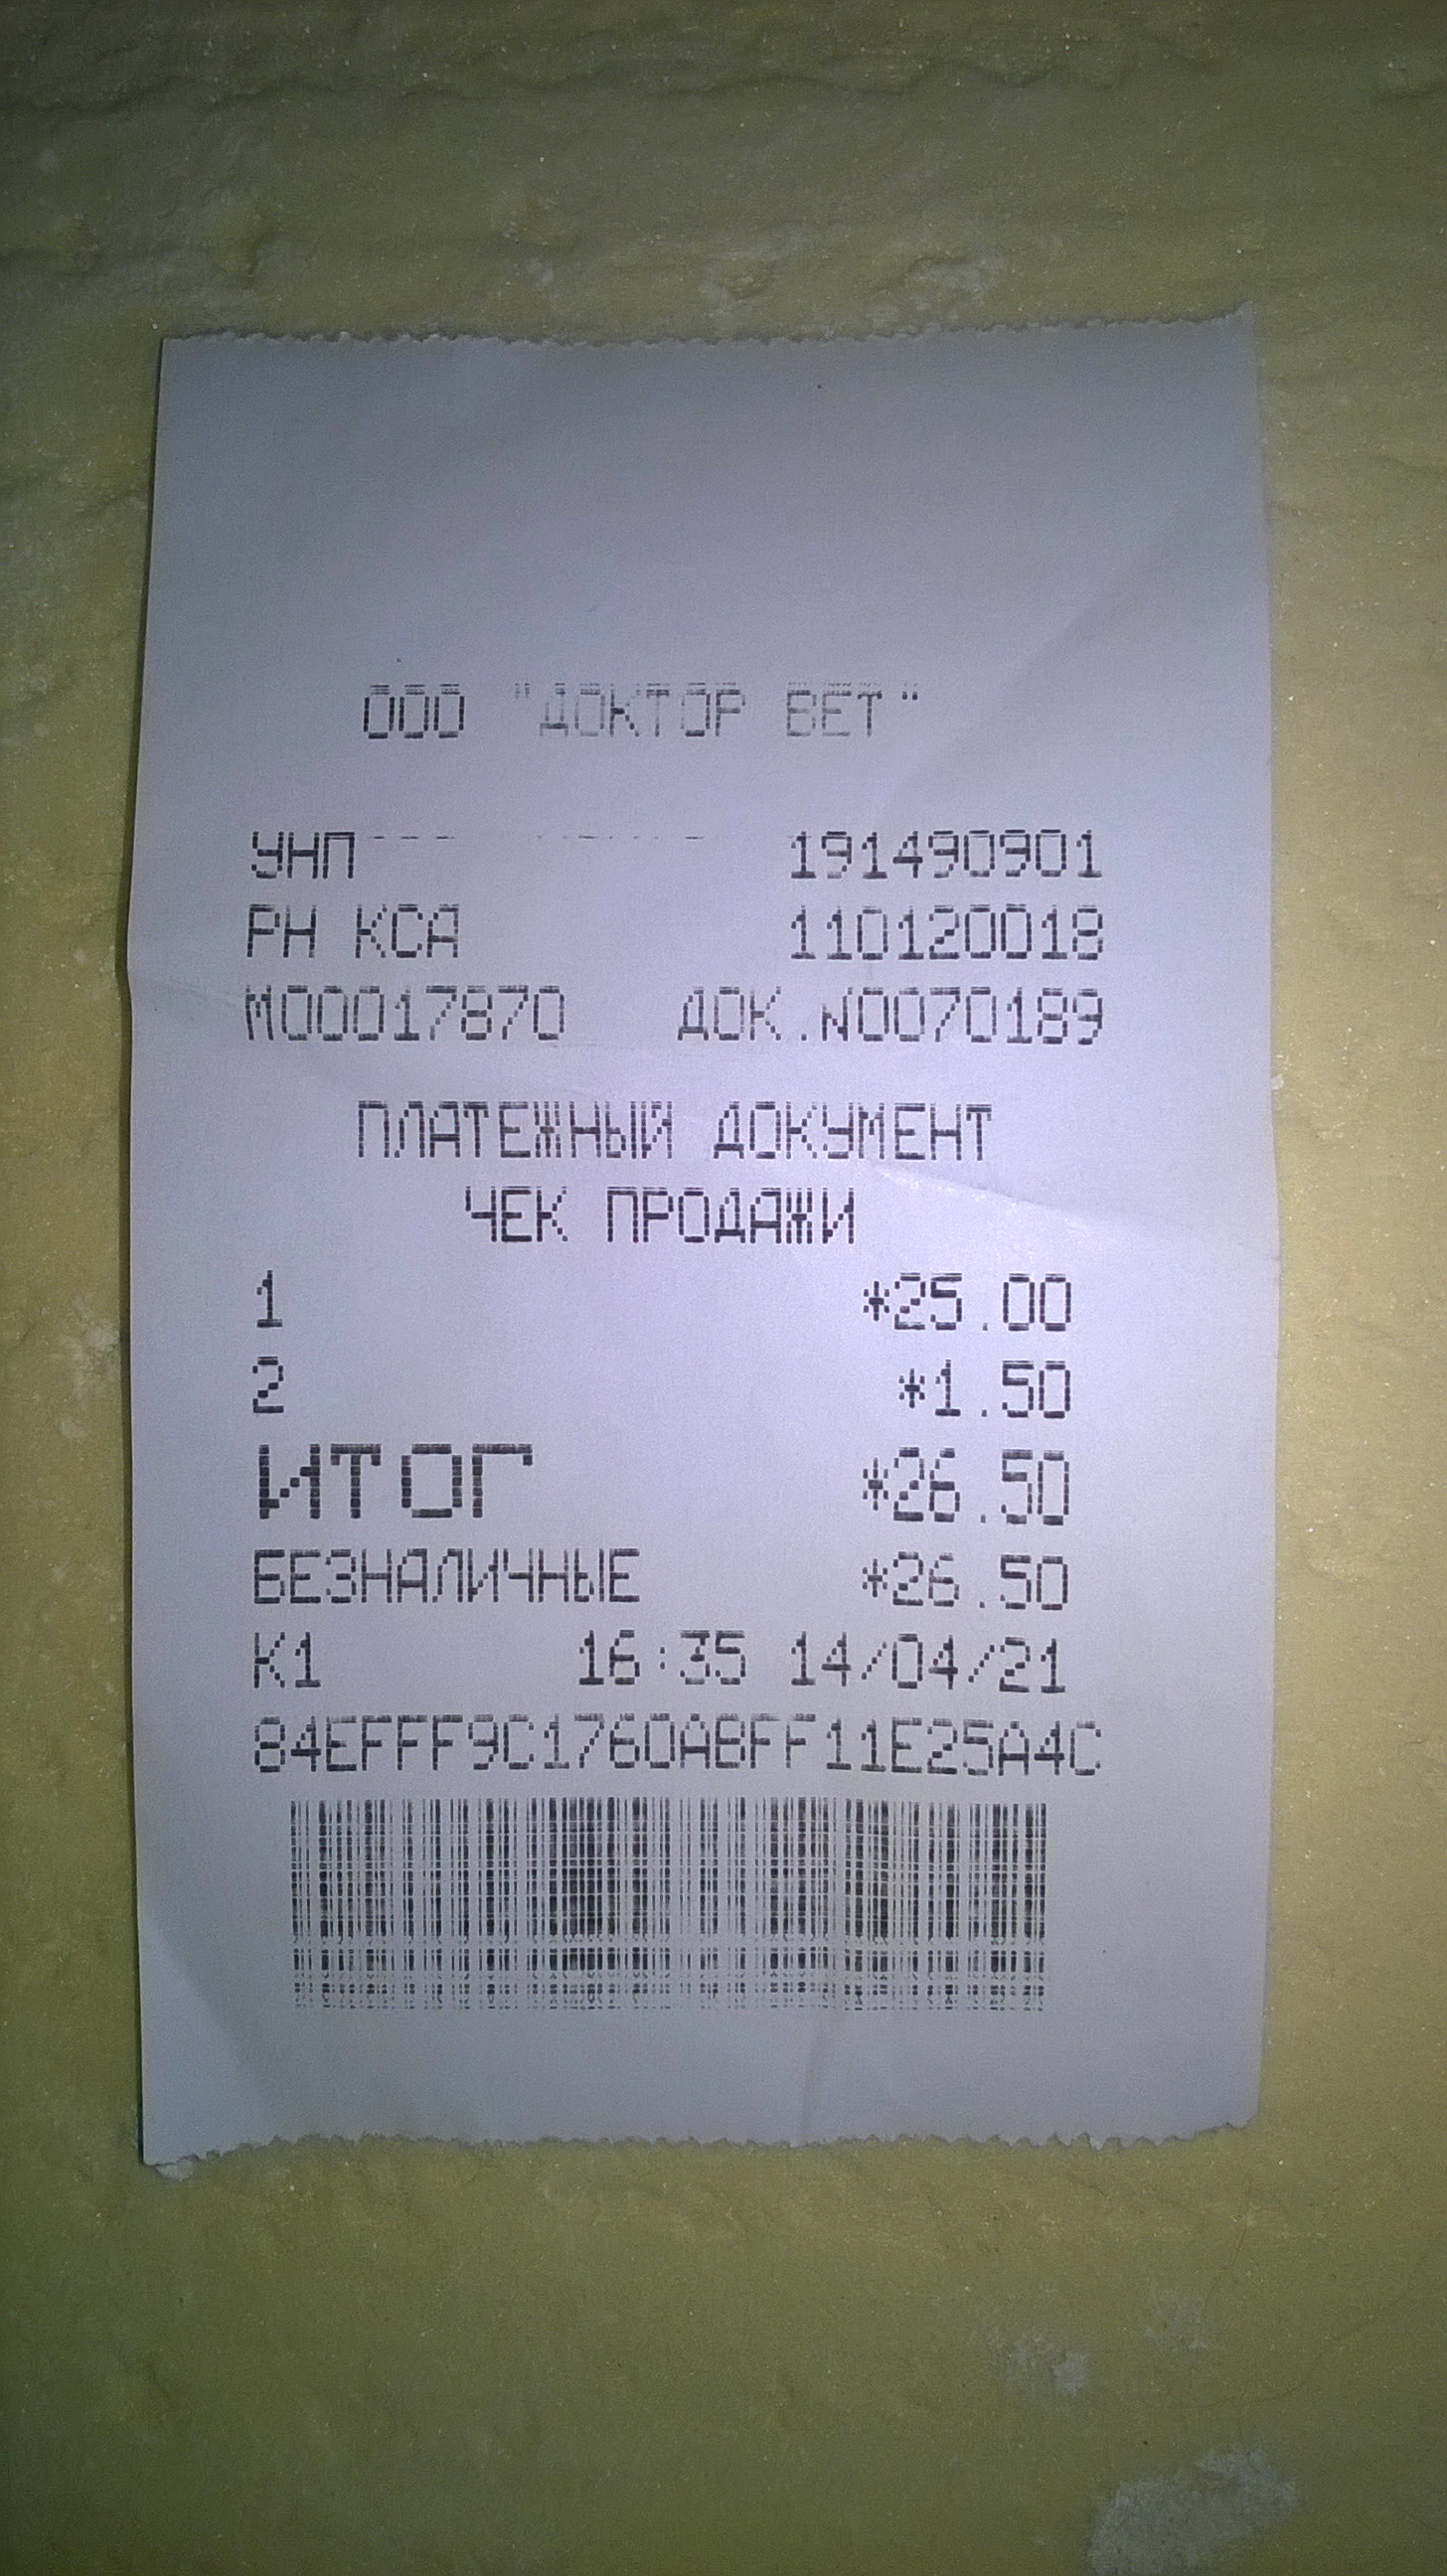 ООО "ДОКТОР ВЕТ"
УНП 191490901
РН КСА 110120018
М00017870 ДОК.N0070189
ПЛАТЕЖНЫЙ ДОКУМЕНТ
ЧЕК ПРОДАЖИ
1 *25.00
2 *1.50
ИТОГ *26.50
БЕЗНАЛИЧНЫЕ *26.50
К1 16:35 14/04/21
84EFFF9C1760ABFF11E25A4C